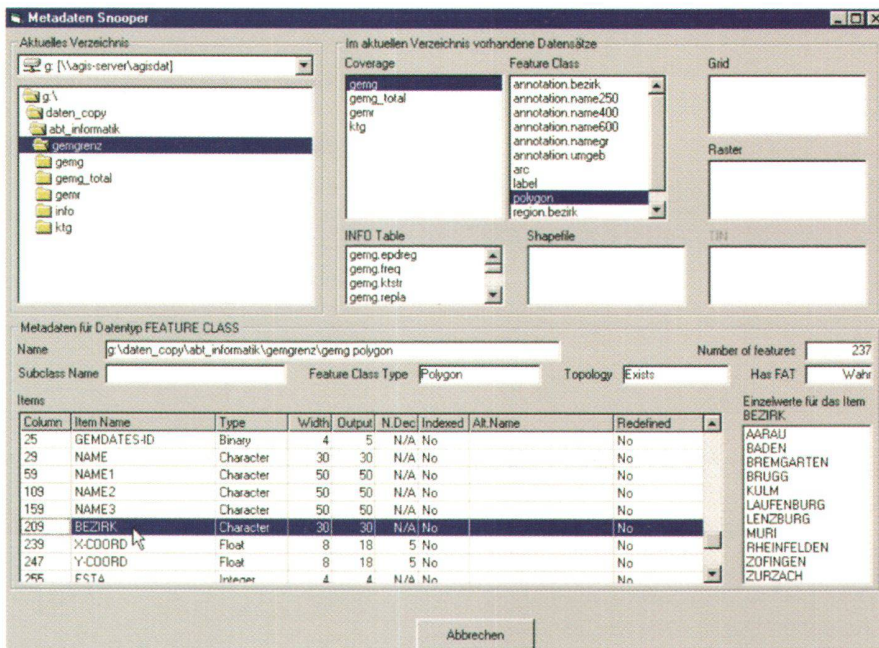 Metadaten Snooper
Aktuelles Verzeichnis
g: [\\agis-server\agisdat]
g:\
daten_copy
abt_informatik
gemgrenz
gemg
gemg_total
gemr
info
ktg
Im aktuellen Verzeichnis vorhandene Datensätze
Coverage
gemg
gemg_total
gemr
ktg
Feature Class
annotation.bezirk
annotation.name250
annotation.name400
annotation.name600
annotation.namegr
annotation.umgeb
arc
label
polygon
region.bezirk
Grid
Raster
INFO Table
gemg.epdreg
gemg.freq
gemg.ktstr
gemg.repla
Shapefile
TIN
Metadaten für Datentyp FEATURE CLASS
Name g:\daten_copy\abt_informatik\gemgrenz\gemg polygon Number of features 237
Subclass Name Feature Class Type Polygon Topology Exists Has FAT Wahr
Items
Column Item Name Type Width Output N.Dec Indexed Alt.Name Redefined
25 GEMDATES-ID Binary 4 5 N/A No No
29 NAME Character 30 30 N/A No No
59 NAME1 Character 50 50 N/A No No
109 NAME2 Character 50 50 N/A No No
159 NAME3 Character 50 50 N/A No No
209 BEZIRK Character 30 30 N/A No No
239 X-COORD Float 8 18 5 No No
247 Y-COORD Float 8 18 5 No No
255 ESTA Integer 4 4 N/A No No
Einzelwerte für das Item
BEZIRK
AARAU
BADEN
BREMGARTEN
BRUGG
KULM
LAUFENBURG
LENZBURG
MURI
RHEINFELDEN
ZOFINGEN
ZURZACH
Abbrechen